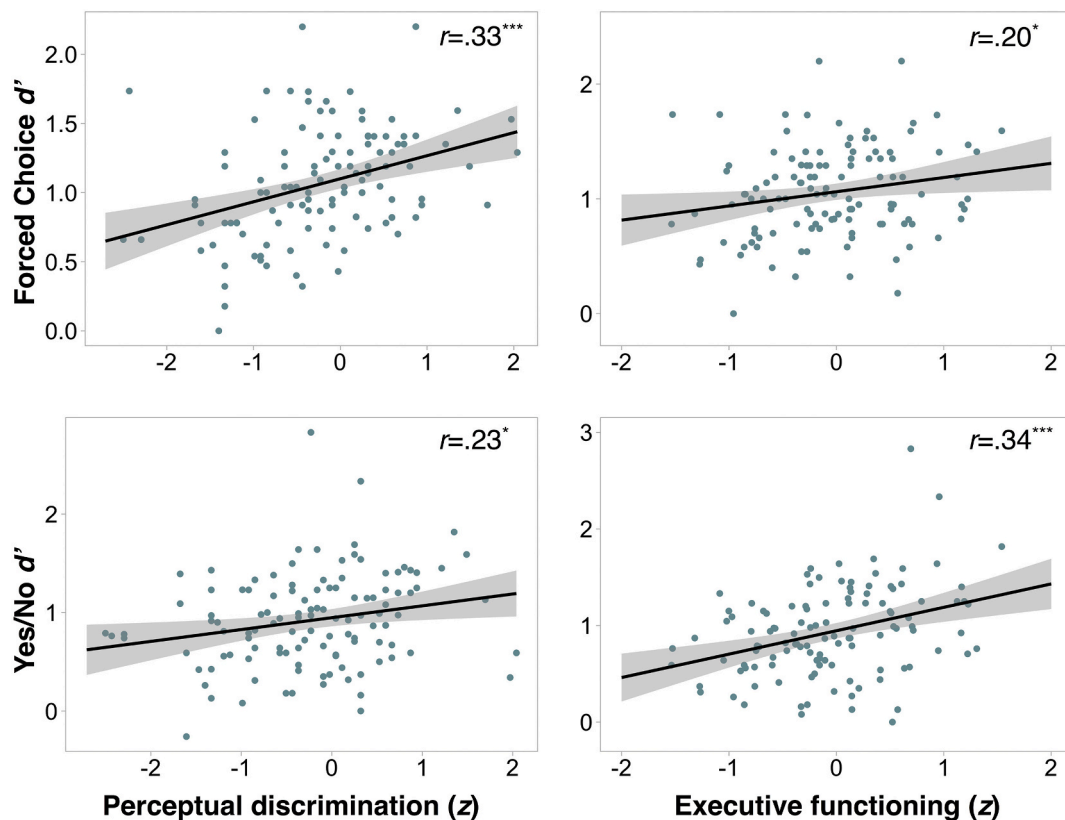 r=.33***
r=.20*
Forced Choice d'
2.0
1.5
1.0
0.5
0.0
-2 -1 0 1 2
2
1
0
-2 -1 0 1 2
r=.23*
r=.34***
Yes/No d'
2
1
0
-2 -1 0 1 2
3
2
1
0
-2 -1 0 1 2
Perceptual discrimination (z)
Executive functioning (z)